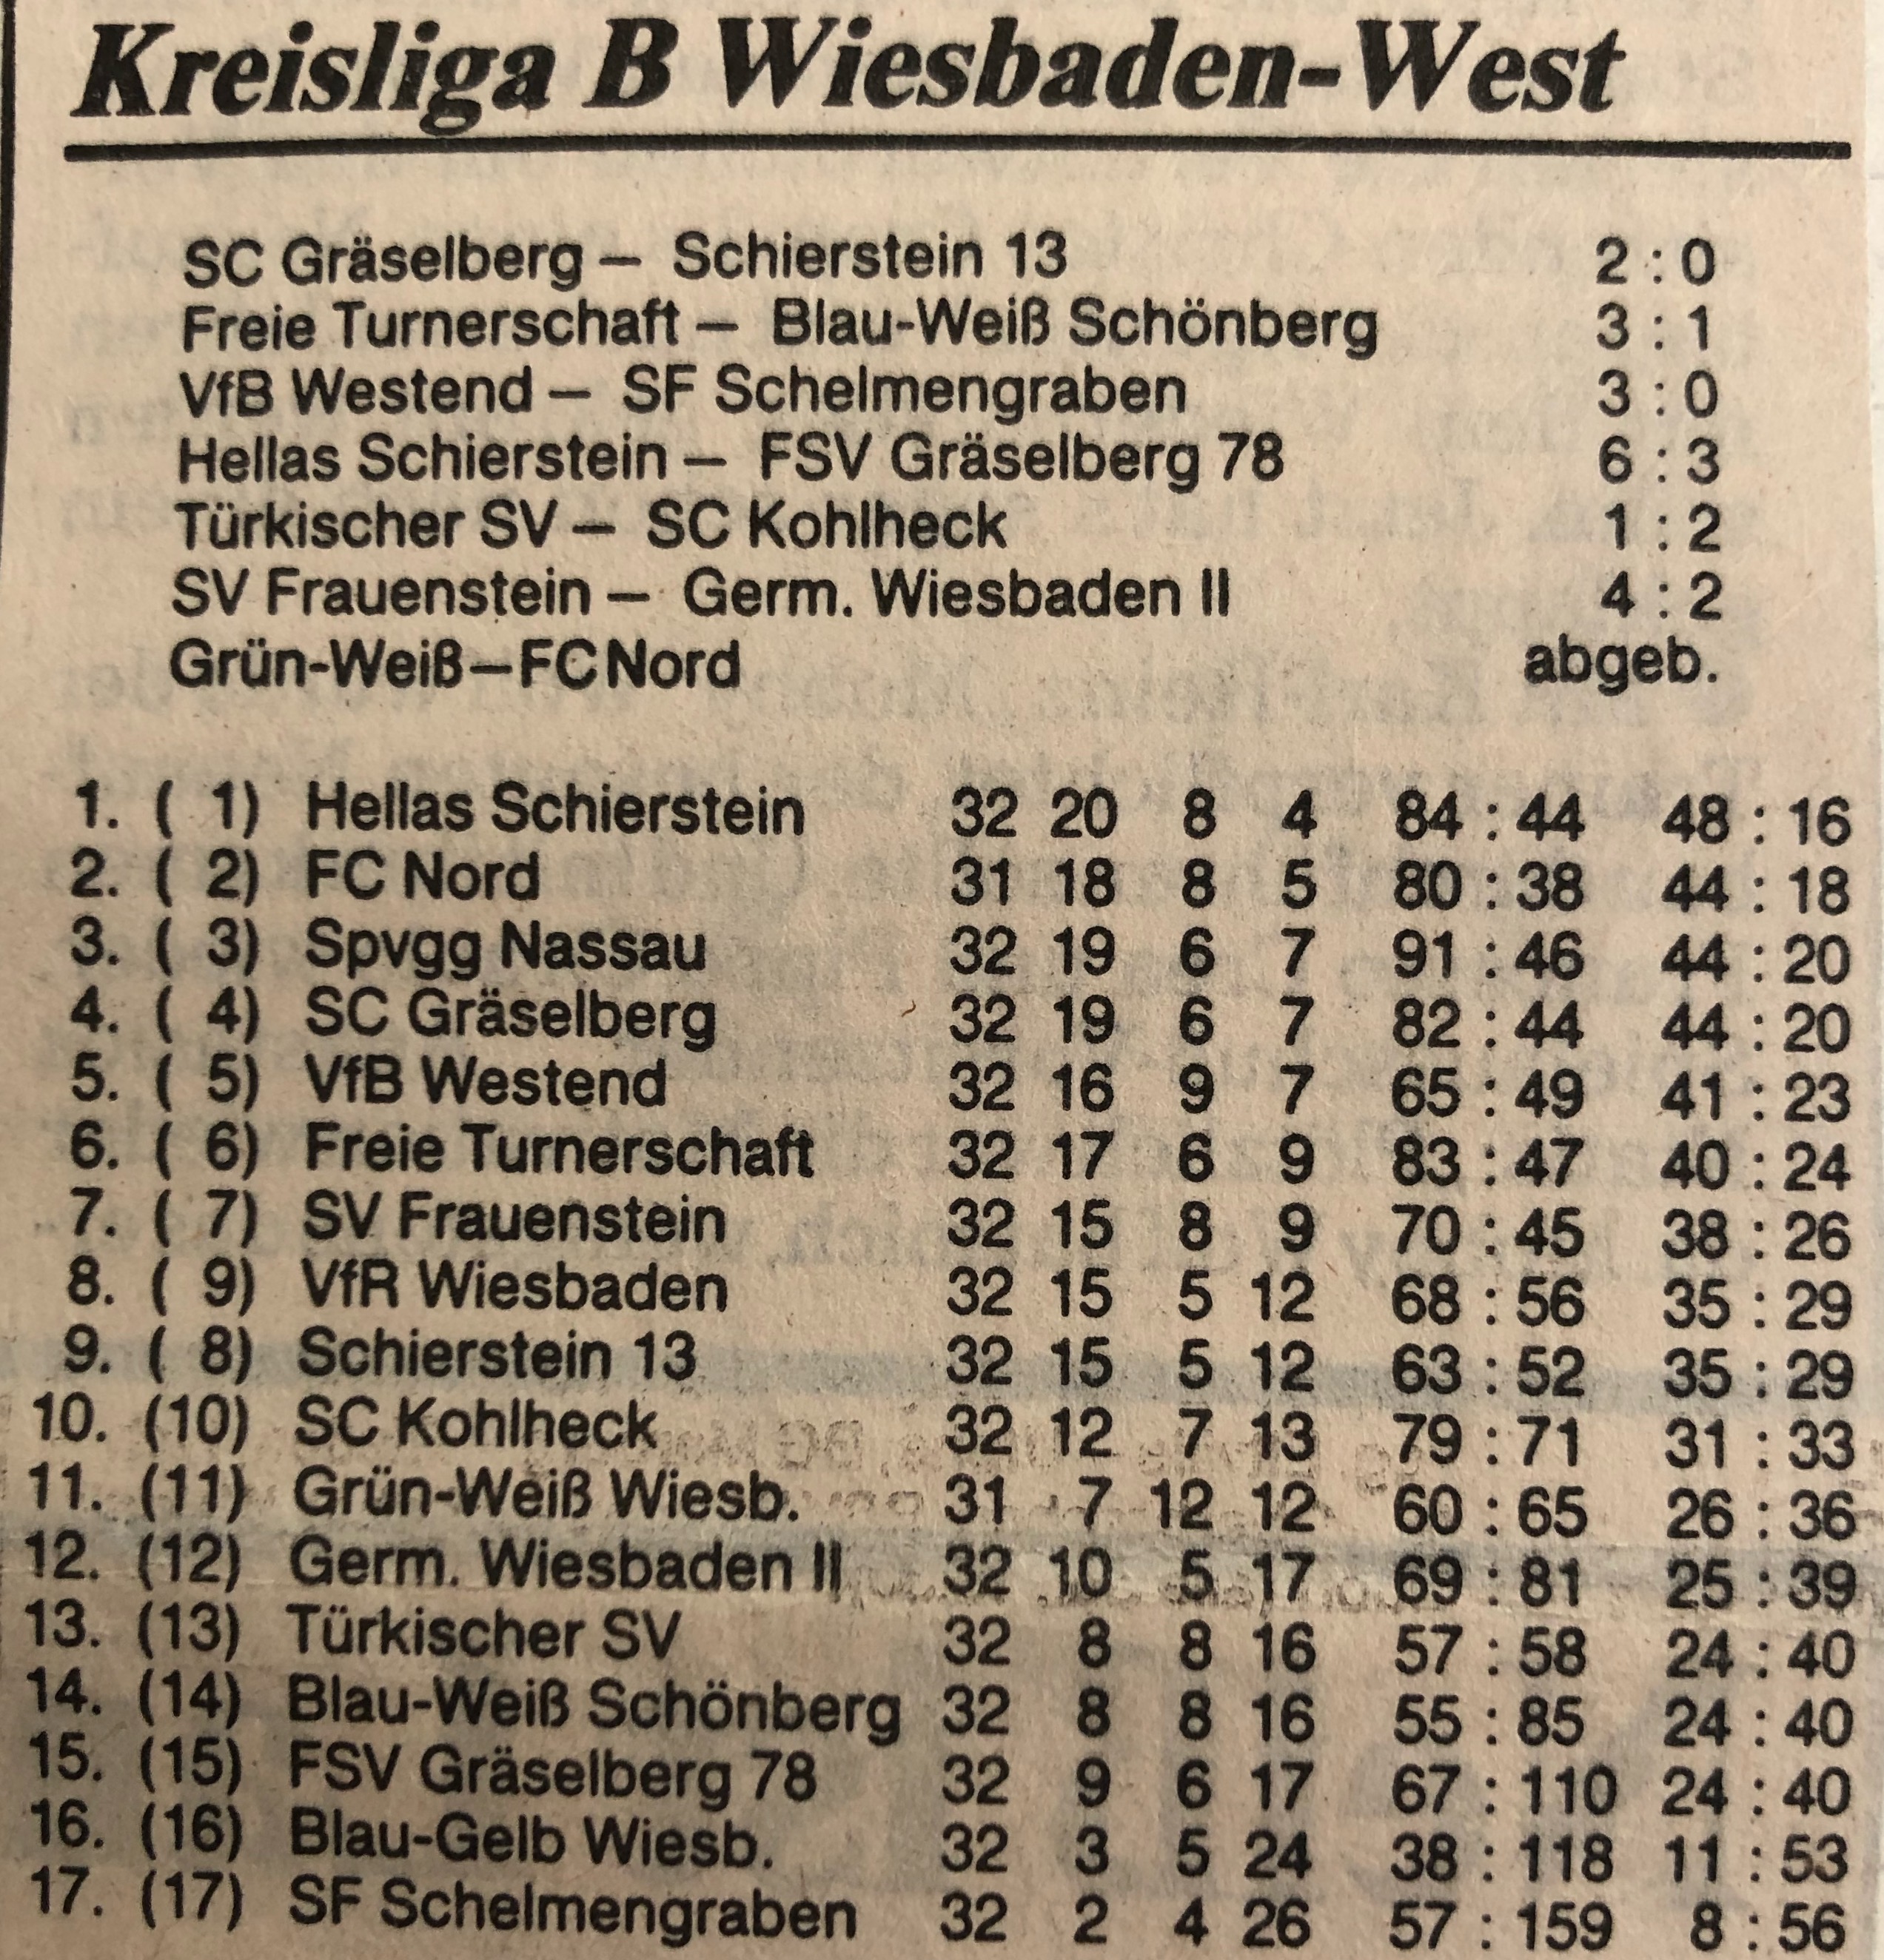 Kreisliga B Wiesbaden-West
SC Gräselberg – Schierstein 13 2 : 0
Freie Turnerschaft – Blau-Weiß Schönberg 3 : 1
VfB Westend – SF Schelmengraben 3 : 0
Hellas Schierstein – FSV Gräselberg 78 6 : 3
Türkischer SV – SC Kohlheck 1 : 2
SV Frauenstein – Germ. Wiesbaden II 4 : 2
Grün-Weiß–FC Nord abgeb.
1. ( 1) Hellas Schierstein 32 20 8 4 84 : 44 48 : 16
2. ( 2) FC Nord 31 18 8 5 80 : 38 44 : 18
3. ( 3) Spvgg Nassau 32 19 6 7 91 : 46 44 : 20
4. ( 4) SC Gräselberg 32 19 6 7 82 : 44 44 : 20
5. ( 5) VfB Westend 32 16 9 7 65 : 49 41 : 23
6. ( 6) Freie Turnerschaft 32 17 6 9 83 : 47 40 : 24
7. ( 7) SV Frauenstein 32 15 8 9 70 : 45 38 : 26
8. ( 9) VfR Wiesbaden 32 15 5 12 68 : 56 35 : 29
9. ( 8) Schierstein 13 32 15 5 12 63 : 52 35 : 29
10. (10) SC Kohlheck 32 12 7 13 79 : 71 31 : 33
11. (11) Grün-Weiß Wiesb. 31 7 12 12 60 : 65 26 : 36
12. (12) Germ. Wiesbaden II 32 10 5 17 69 : 81 25 : 39
13. (13) Türkischer SV 32 8 8 16 57 : 58 24 : 40
14. (14) Blau-Weiß Schönberg 32 8 8 16 55 : 85 24 : 40
15. (15) FSV Gräselberg 78 32 9 6 17 67 : 110 24 : 40
16. (16) Blau-Gelb Wiesb. 32 3 5 24 38 : 118 11 : 53
17. (17) SF Schelmengraben 32 2 4 26 57 : 159 8 : 56